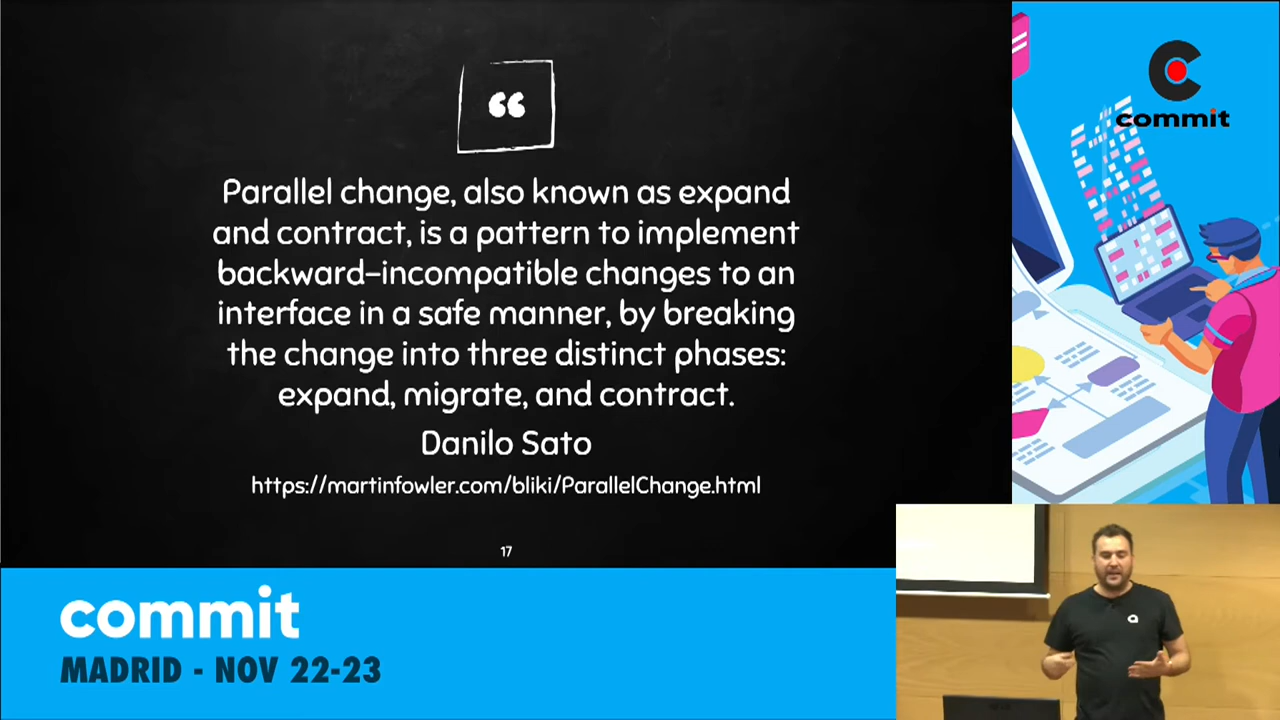 “
Parallel change, also known as expand
and contract, is a pattern to implement
backward-incompatible changes to an
interface in a safe manner, by breaking
the change into three distinct phases:
expand, migrate, and contract.
Danilo Sato
https://martinfowler.com/bliki/ParallelChange.html
17
commit
commit
MADRID - NOV 22-23